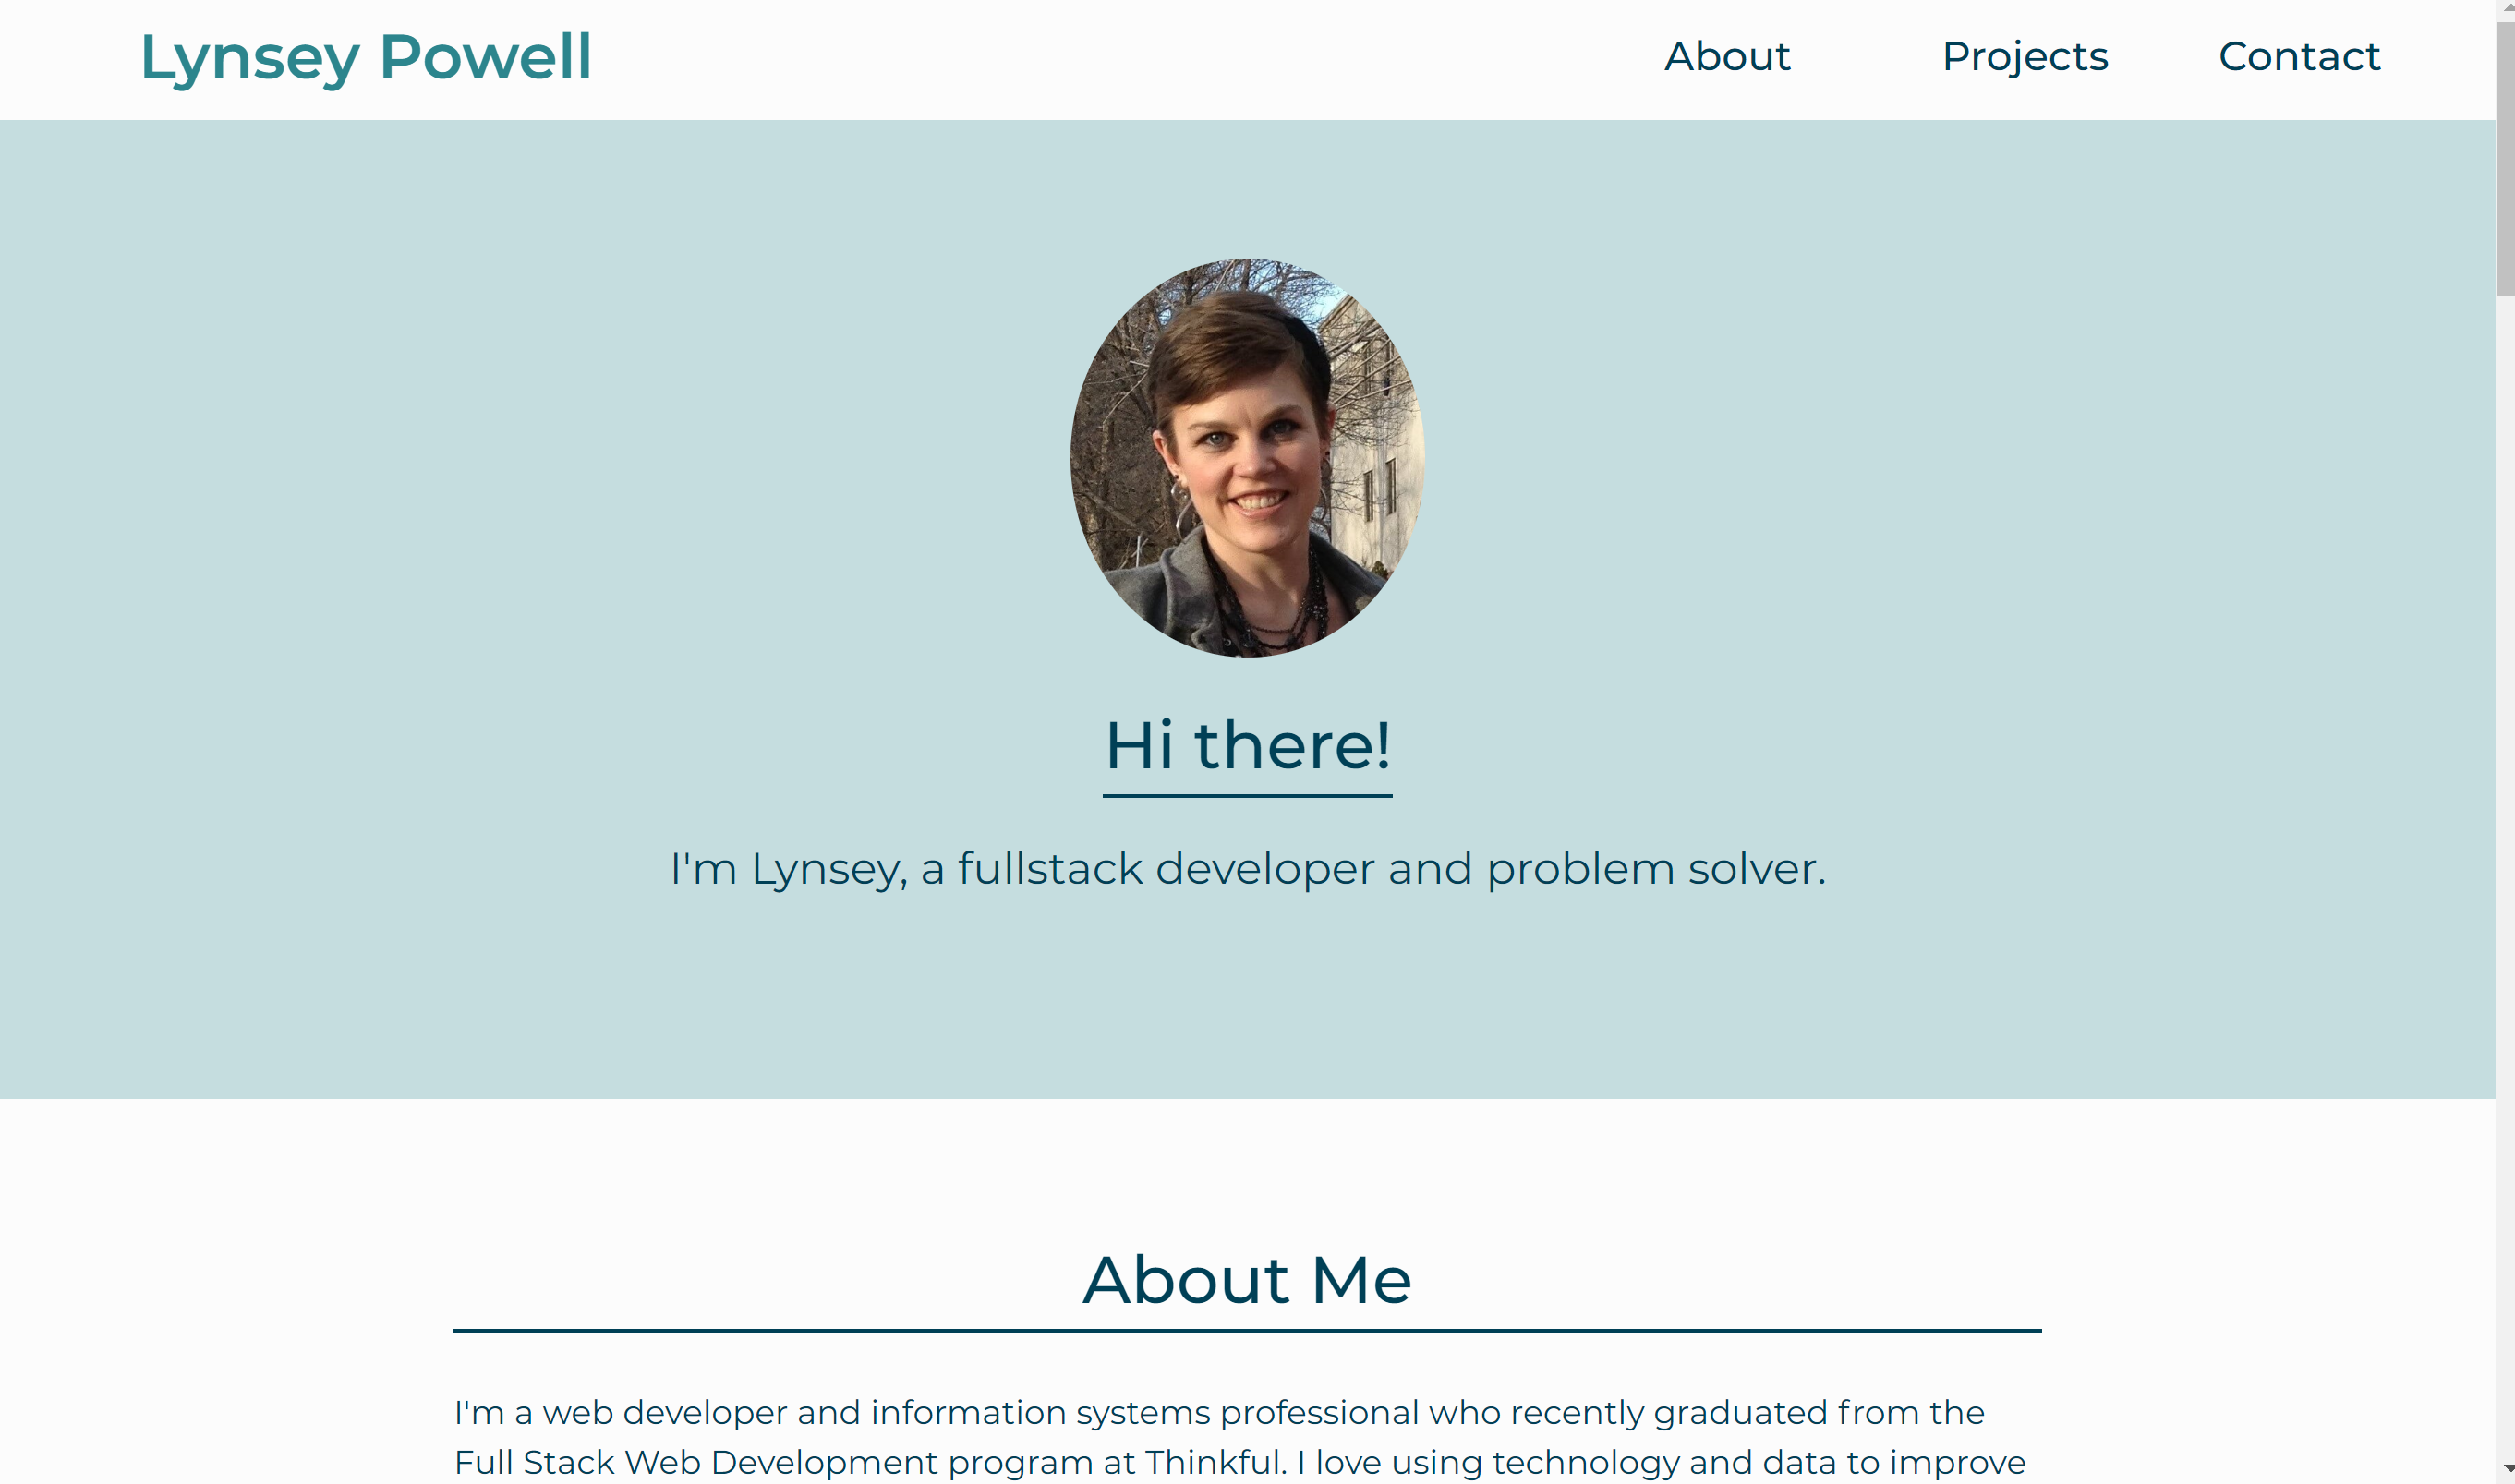 Lynsey Powell
About
Projects
Contact
Hi there!
I'm Lynsey, a fullstack developer and problem solver.
About Me
I'm a web developer and information systems professional who recently graduated from the
Full Stack Web Development program at Thinkful. I love using technology and data to improve